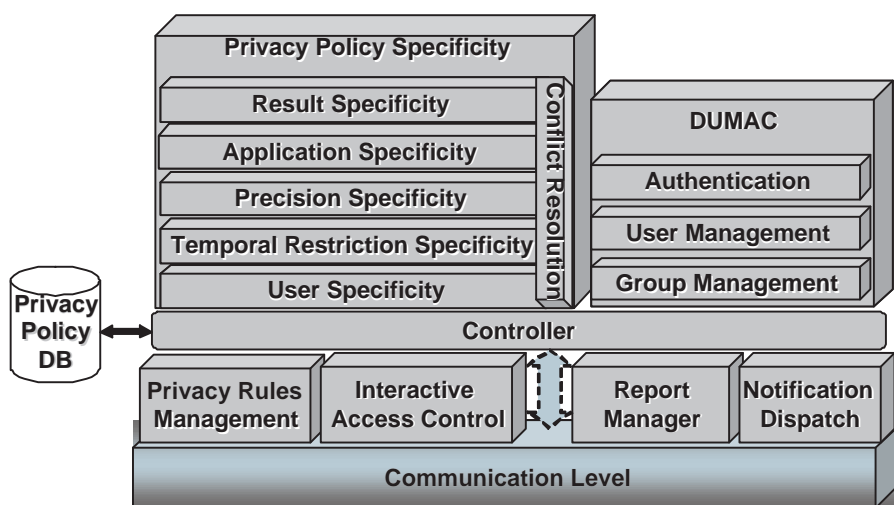 Privacy Policy Specificity
Result Specificity
Application Specificity
Precision Specificity
Temporal Restriction Specificity
User Specificity
Conflict Resolution
DUMAC
Authentication
User Management
Group Management
Privacy
Policy
DB
Controller
Privacy Rules
Management
Interactive
Access Control
Report
Manager
Notification
Dispatch
Communication Level